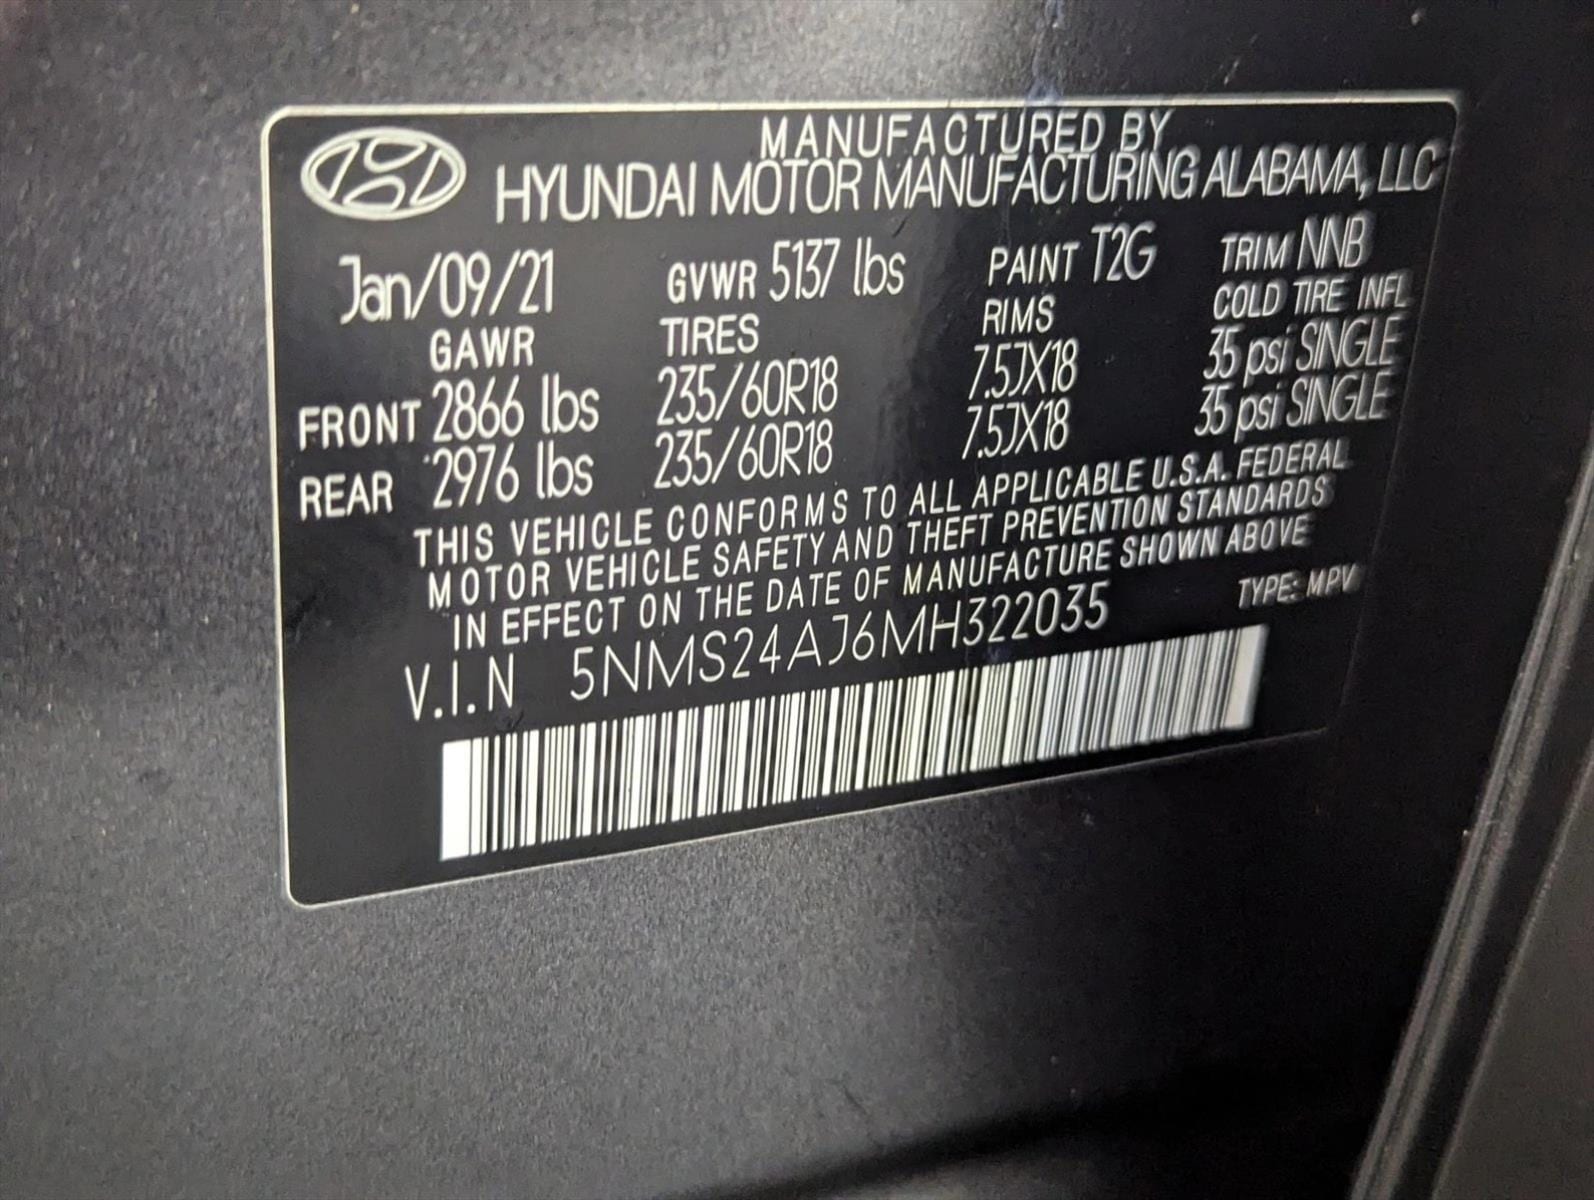 MANUFACTURED BY
HYUNDAI MOTOR MANUFACTURING ALABAMA, LLC
Jan/09/21 GVWR 5137 lbs PAINT T2G TRIM NNB
GAWR TIRES RIMS COLD TIRE INFL
FRONT 2866 lbs 235/60R18 7.5JX18 35 psi SINGLE
REAR 2976 lbs 235/60R18 7.5JX18 35 psi SINGLE
THIS VEHICLE CONFORMS TO ALL APPLICABLE U.S.A. FEDERAL
MOTOR VEHICLE SAFETY AND THEFT PREVENTION STANDARDS
IN EFFECT ON THE DATE OF MANUFACTURE SHOWN ABOVE
V.I.N 5NMS24AJ6MH322035 TYPE: MPV